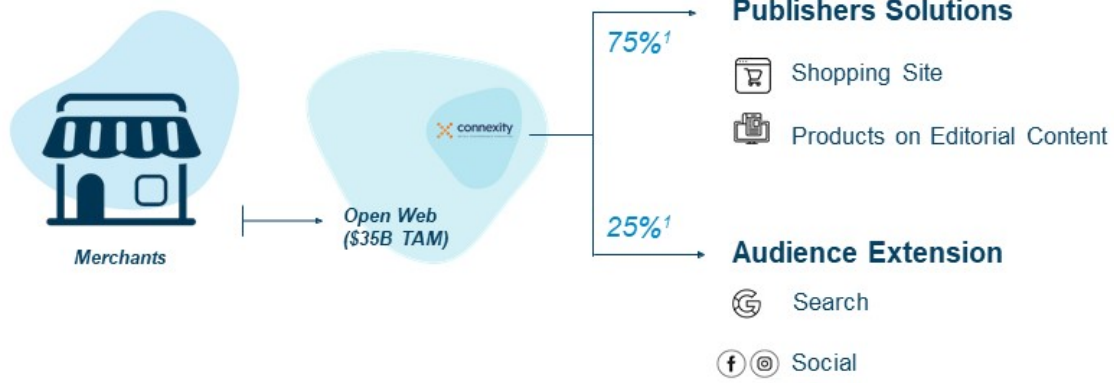 Publishers Solutions
75%¹
Shopping Site
connexity
Products on Editorial Content
Open Web
($35B TAM)
25%¹
Merchants
Audience Extension
Search
Social